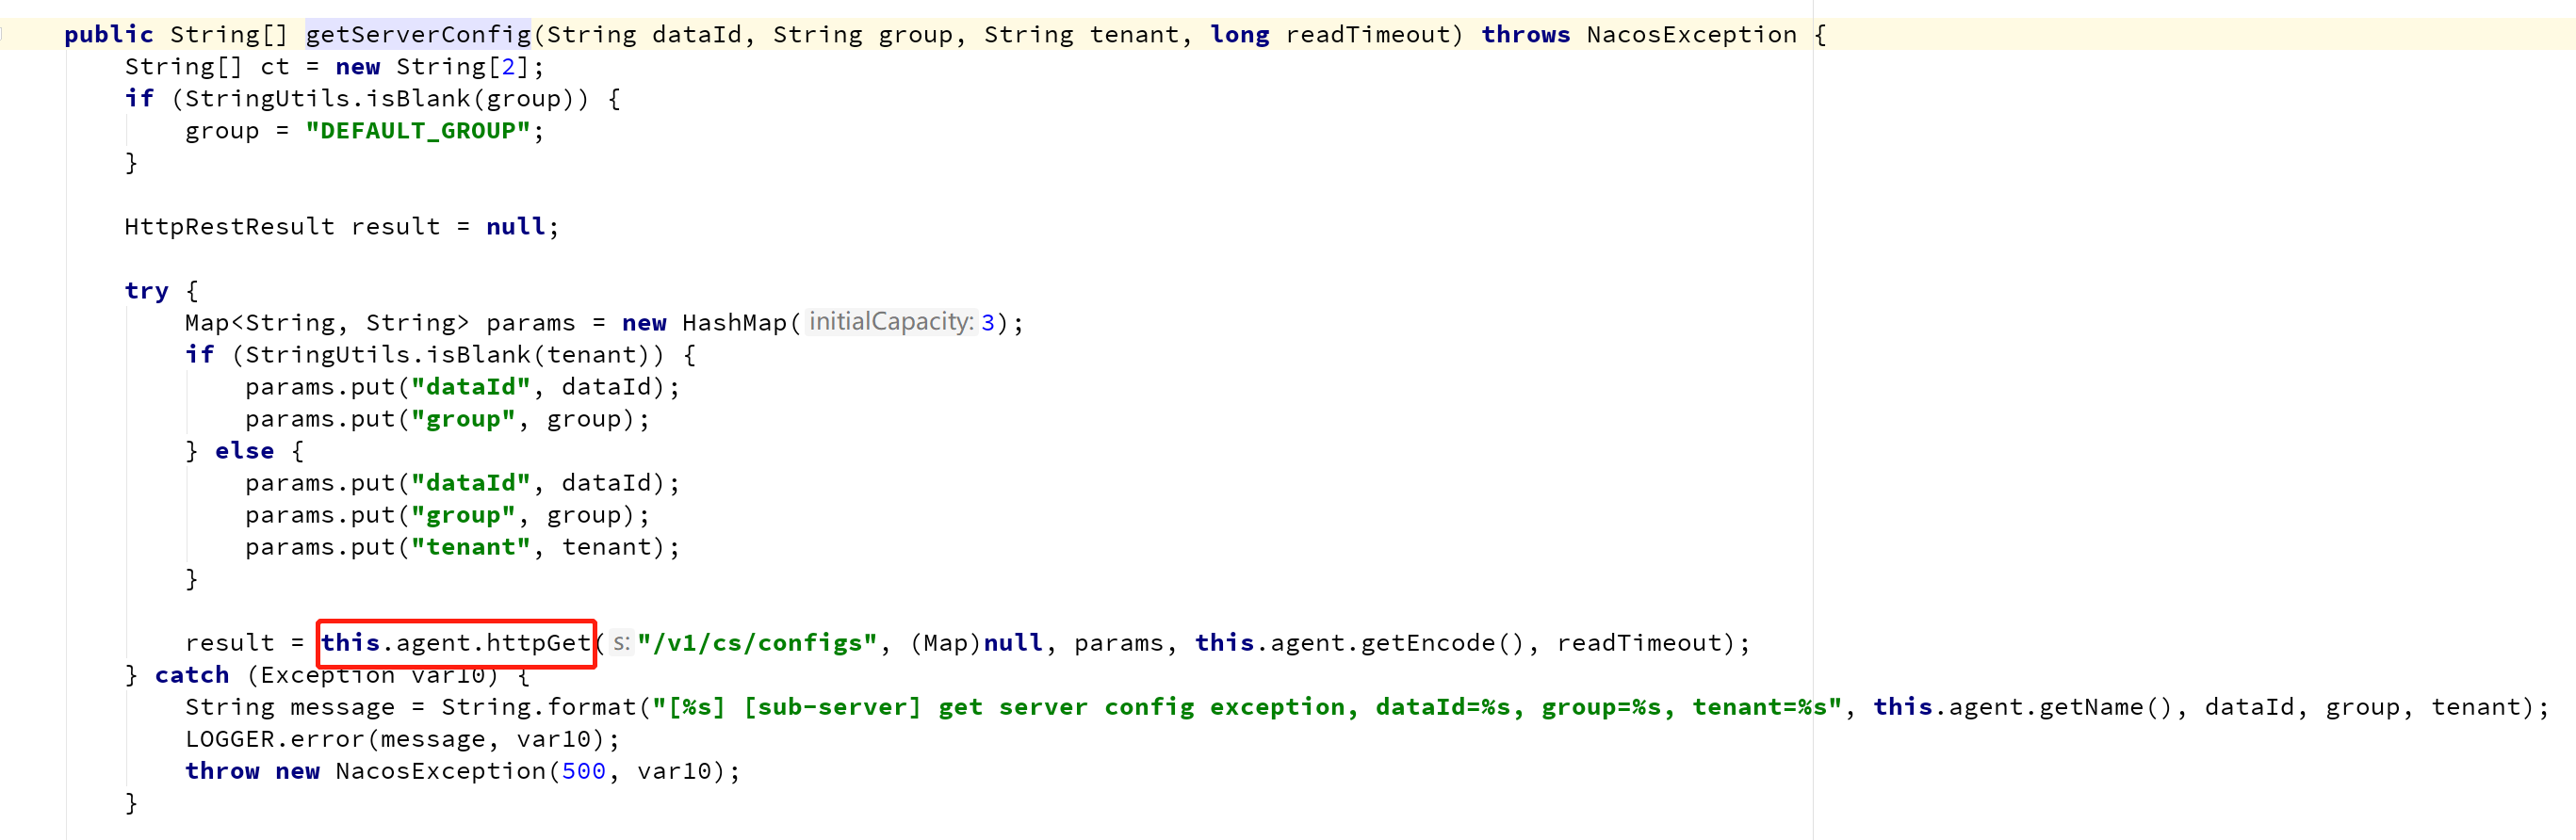 public String[] getServerConfig(String dataId, String group, String tenant, long readTimeout) throws NacosException {
String[] ct = new String[2];
if (StringUtils.isBlank(group)) {
group = "DEFAULT_GROUP";
}
HttpRestResult result = null;
try {
Map<String, String> params = new HashMap( initialCapacity: 3);
if (StringUtils.isBlank(tenant)) {
params.put("dataId", dataId);
params.put("group", group);
} else {
params.put("dataId", dataId);
params.put("group", group);
params.put("tenant", tenant);
}
result = this.agent.httpGet( s: "/v1/cs/configs", (Map)null, params, this.agent.getEncode(), readTimeout);
} catch (Exception var10) {
String message = String.format("[%s] [sub-server] get server config exception, dataId=%s, group=%s, tenant=%s", this.agent.getName(), dataId, group, tenant);
LOGGER.error(message, var10);
throw new NacosException(500, var10);
}